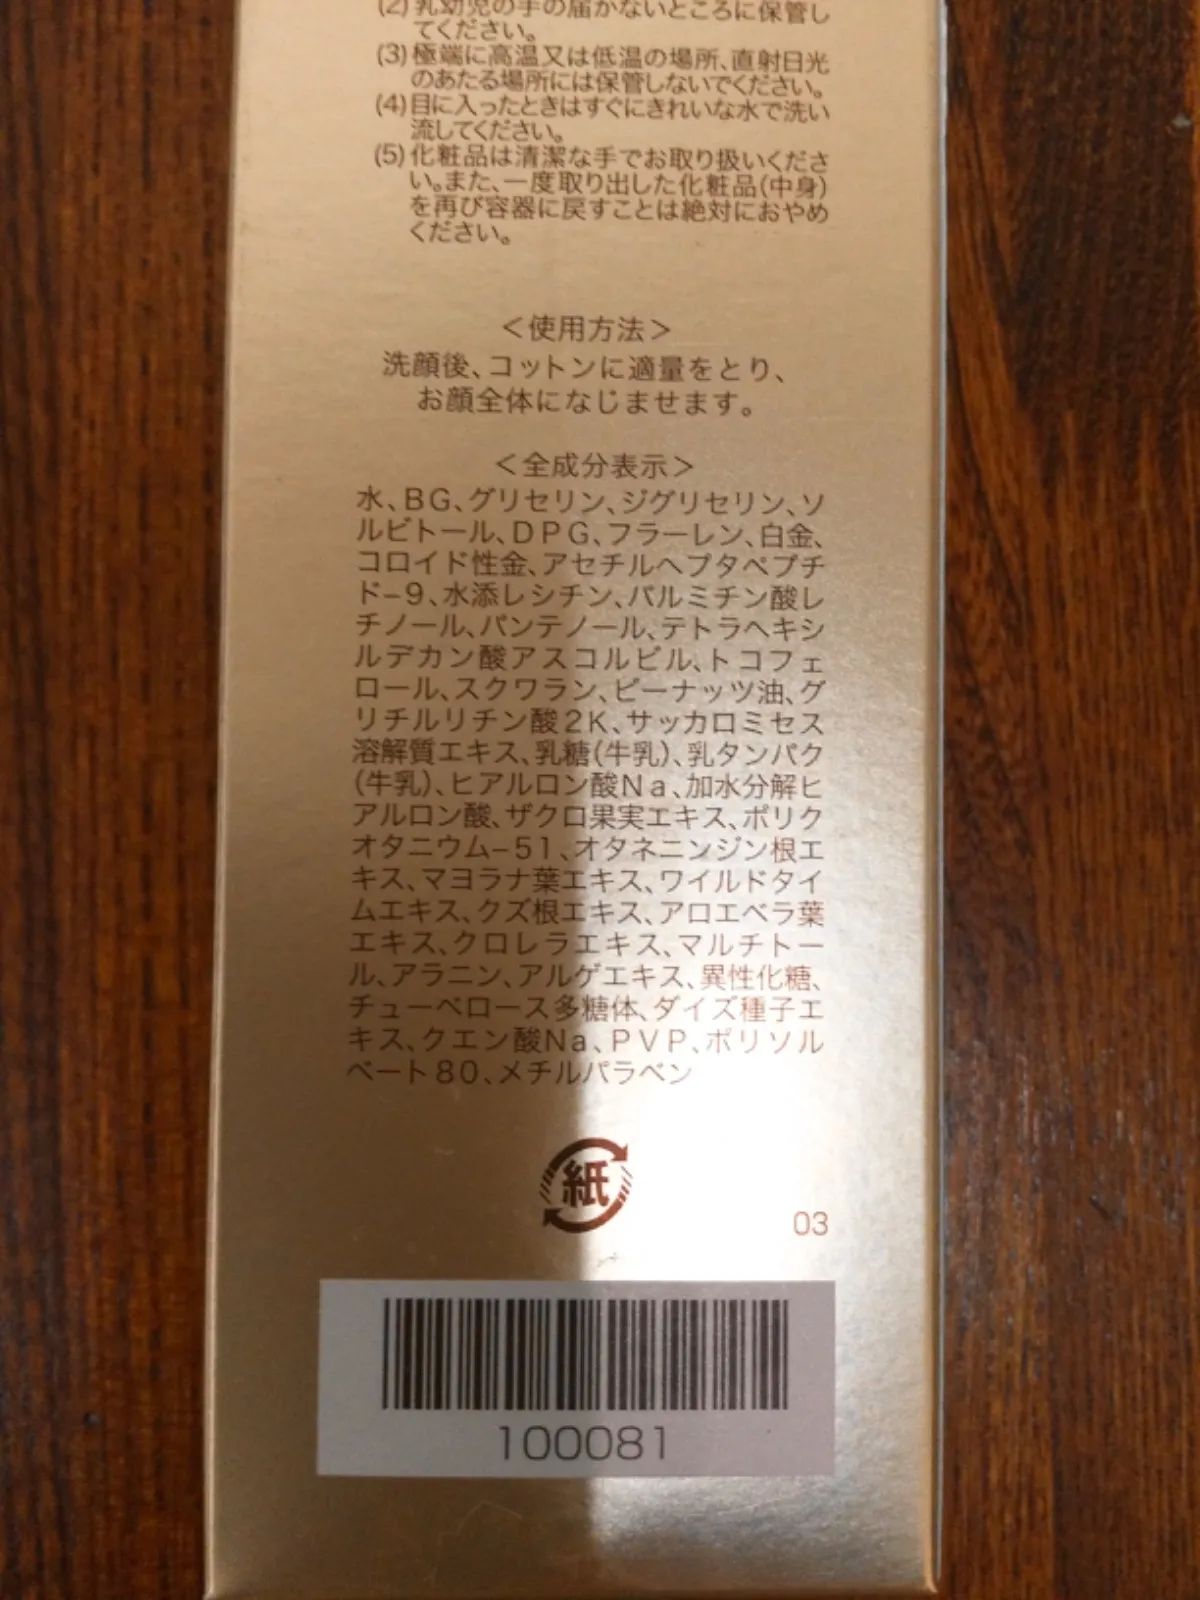 (2)乳幼児の手の届かないところに保管し
てください。
(3)極端に高温又は低温の場所、直射日光
のあたる場所には保管しないでください。
(4)目に入ったときはすぐにきれいな水で洗い
流してください。
(5)化粧品は清潔な手でお取り扱いくださ
い。また、一度取り出した化粧品(中身)
を再び容器に戻すことは絶対におやめ
ください。
＜使用方法＞
洗顔後、コットンに適量をとり、
お顔全体になじませます。
＜全成分表示＞
水、BG、グリセリン、ジグリセリン、ソ
ルビトール、DPG、フラーレン、白金、
コロイド性金、アセチルヘプタペプチ
ド−9、水添レシチン、パルミチン酸レ
チノール、パンテノール、テトラヘキシ
ルデカン酸アスコルビル、トコフェ
ロール、スクワラン、ピーナッツ油、グ
リチルリチン酸2K、サッカロミセス
溶解質エキス、乳糖(牛乳)、乳タンパク
(牛乳)、ヒアルロン酸Na、加水分解ヒ
アルロン酸、ザクロ果実エキス、ポリク
オタニウム−51、オタネニンジン根エ
キス、マヨラナ葉エキス、ワイルドタイ
ムエキス、クズ根エキス、アロエベラ葉
エキス、クロレラエキス、マルチトー
ル、アラニン、アルゲエキス、異性化糖、
チューベロース多糖体、ダイズ種子エ
キス、クエン酸Na、PVP、ポリソル
ベート80、メチルパラベン
紙
03
100081